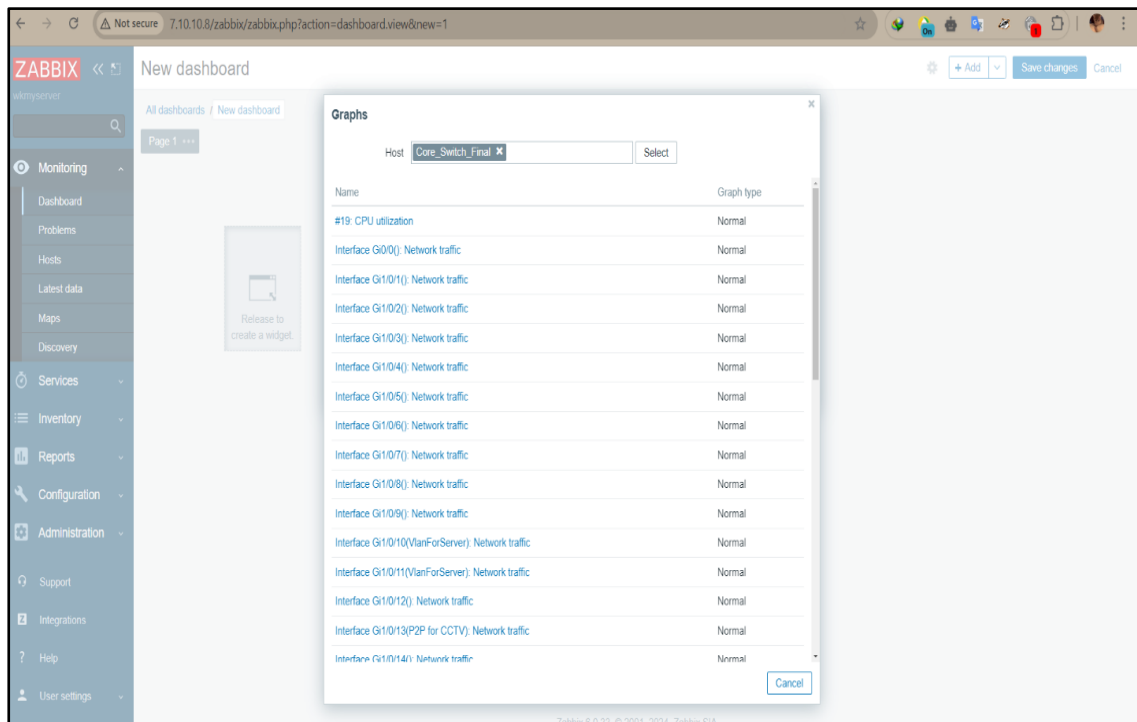 Not secure 7.10.10.8/zabbix/zabbix.php?action=dashboard.view&new=1
On
ZABBIX
wkmyserver
New dashboard
+ Add
Save changes
Cancel
All dashboards / New dashboard
Page 1
Monitoring
Dashboard
Problems
Hosts
Latest data
Maps
Discovery
Services
Inventory
Reports
Configuration
Administration
Support
Integrations
Help
User settings
Release to
create a widget.
Graphs
Host Core_Switch_Final Select
Name Graph type
#19: CPU utilization Normal
Interface Gi0/0(): Network traffic Normal
Interface Gi1/0/1(): Network traffic Normal
Interface Gi1/0/2(): Network traffic Normal
Interface Gi1/0/3(): Network traffic Normal
Interface Gi1/0/4(): Network traffic Normal
Interface Gi1/0/5(): Network traffic Normal
Interface Gi1/0/6(): Network traffic Normal
Interface Gi1/0/7(): Network traffic Normal
Interface Gi1/0/8(): Network traffic Normal
Interface Gi1/0/9(): Network traffic Normal
Interface Gi1/0/10(VlanForServer): Network traffic Normal
Interface Gi1/0/11(VlanForServer): Network traffic Normal
Interface Gi1/0/12(): Network traffic Normal
Interface Gi1/0/13(P2P for CCTV): Network traffic Normal
Interface Gi1/0/14(): Network traffic Normal
Cancel